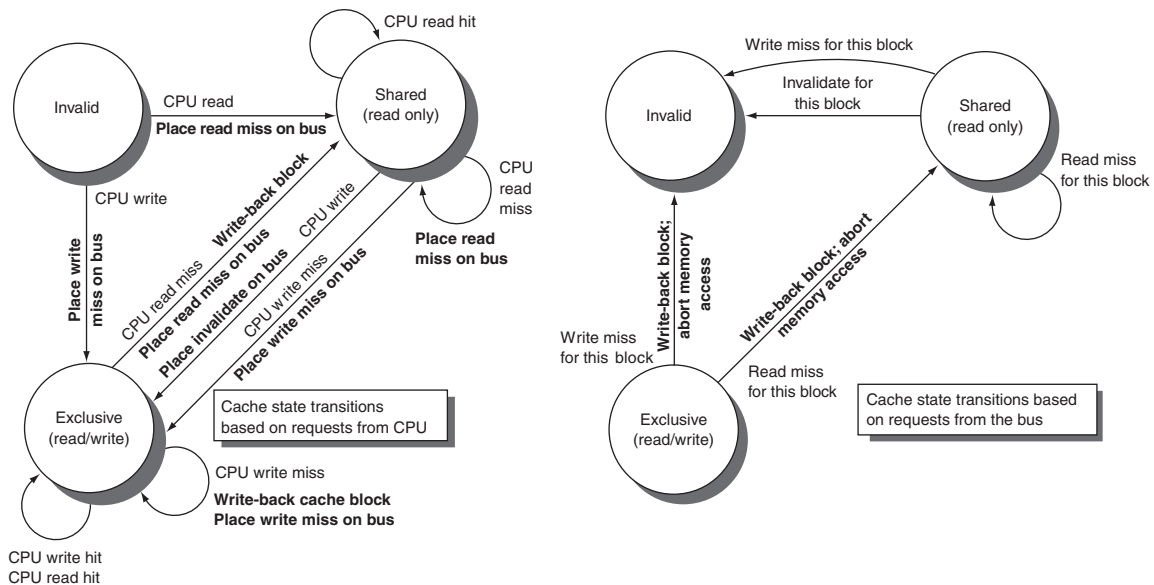 CPU read hit
Invalid
CPU read
Place read miss on bus
Shared
(read only)
CPU
read
miss
Place read
miss on bus
CPU write
Place write
miss on bus
CPU read miss
Write-back block
Place read miss on bus
CPU write
Place invalidate on bus
CPU write miss
Place write miss on bus
Exclusive
(read/write)
Cache state transitions
based on requests from CPU
CPU write miss
Write-back cache block
Place write miss on bus
CPU write hit
CPU read hit
Write miss for this block
Invalidate for
this block
Invalid
Shared
(read only)
Read miss
for this block
Write-back block;
abort memory
access
Write-back block; abort
memory access
Write miss
for this block
Read miss
for this block
Exclusive
(read/write)
Cache state transitions based
on requests from the bus